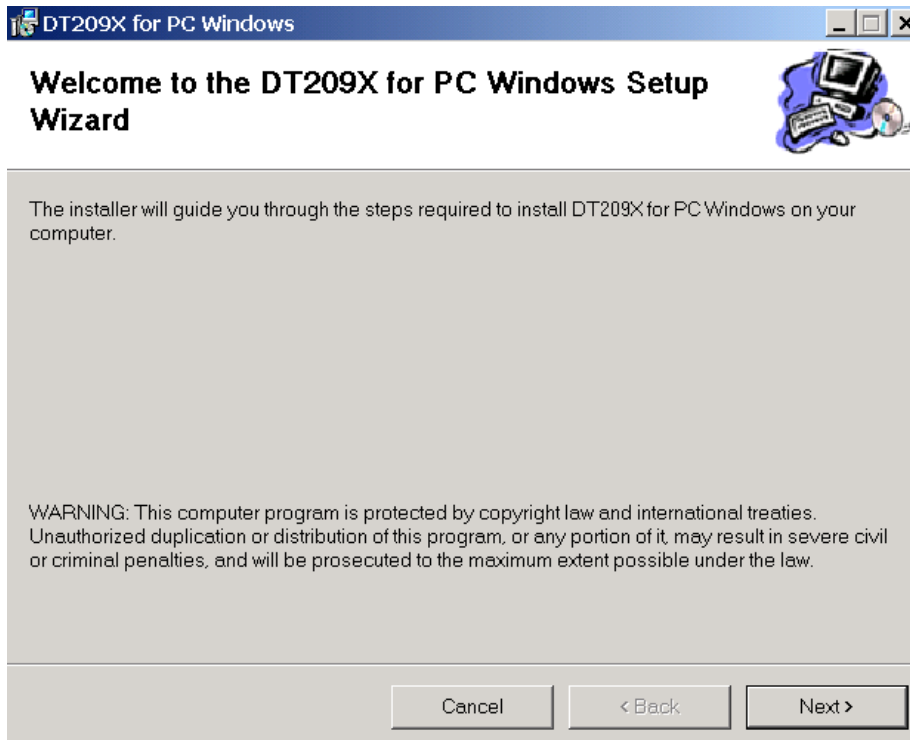 DT209X for PC Windows
Welcome to the DT209X for PC Windows Setup
Wizard
The installer will guide you through the steps required to install DT209X for PC Windows on your
computer.
WARNING: This computer program is protected by copyright law and international treaties.
Unauthorized duplication or distribution of this program, or any portion of it, may result in severe civil
or criminal penalties, and will be prosecuted to the maximum extent possible under the law.
Cancel < Back Next >